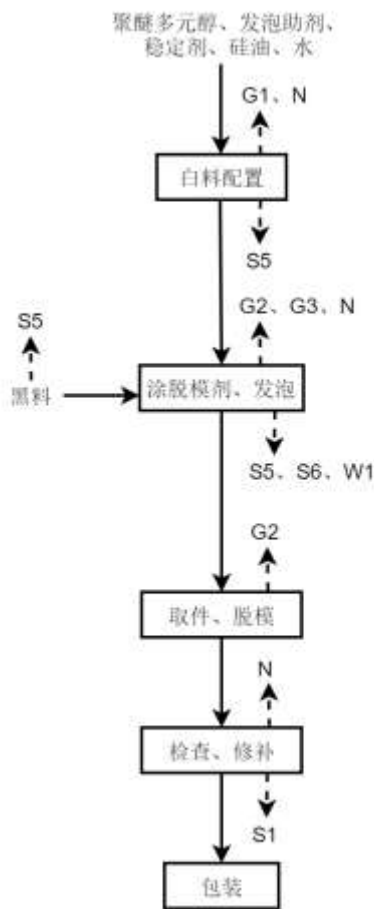 聚醚多元醇、发泡助剂、
稳定剂、硅油、水
G1、N
白料配置
S5
G2、G3、N
S5
黑料
涂脱模剂、发泡
S5、S6、W1
G2
取件、脱模
N
检查、修补
S1
包装